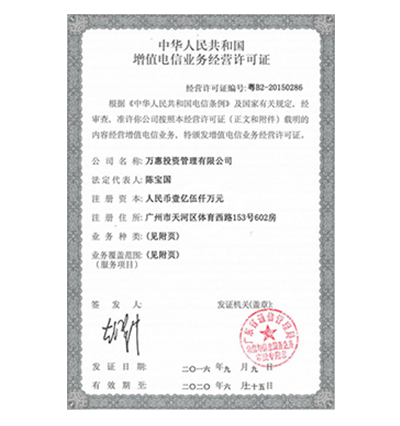 中华人民共和国
增值电信业务经营许可证
经营许可证编号: 粤B2-20150286
根据《中华人民共和国电信条例》及国家有关规定, 经
审查, 准许你公司按照本经营许可证 (正文和附件) 载明的
内容经营增值电信业务, 特颁发增值电信业务经营许可证。
公司名称: 万惠投资管理有限公司
法定代表人: 陈宝国
注册资本: 人民币壹亿伍仟万元
注册住所: 广州市天河区体育西路153号602房
业务种类: (见附页)
业务覆盖范围: (见附页)
(服务项目)
签发人:
发证机关(盖章):
发证日期: 二〇一六 年 九 月 九 日
有效期至: 二〇二〇 年 六 月 二十五 日